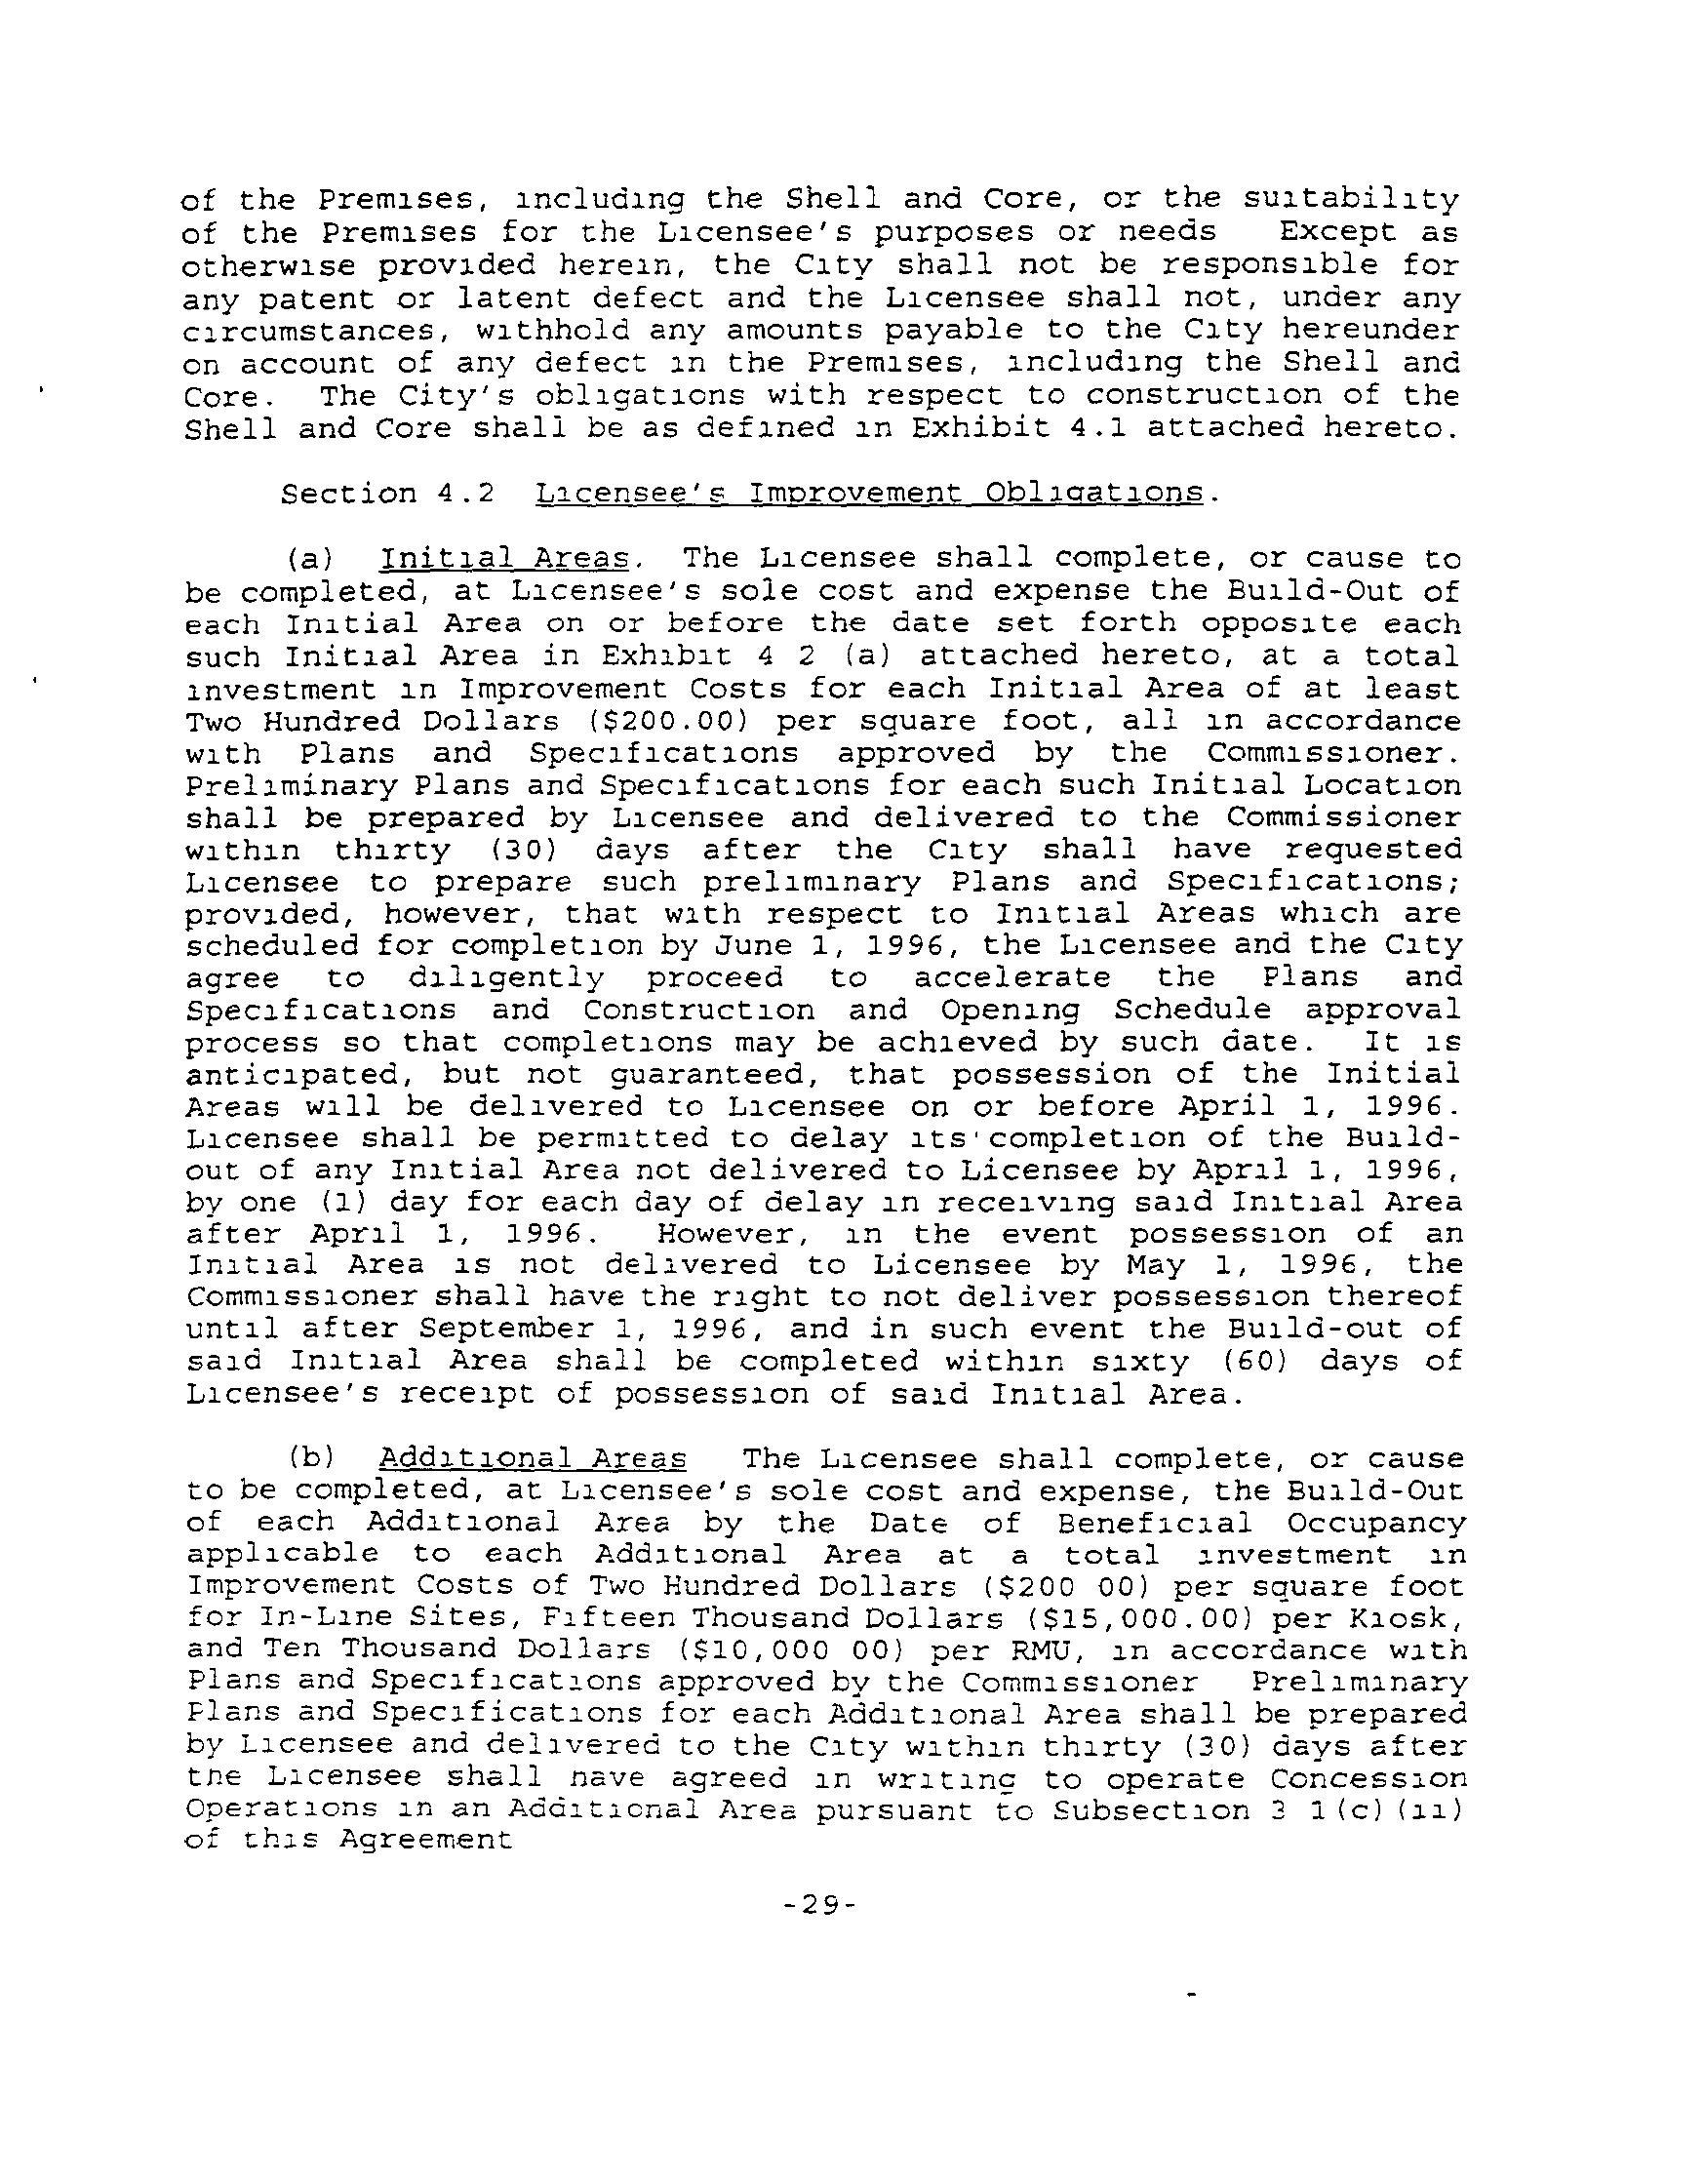 of the Premises, including the Shell and Core, or the suitability
of the Premises for the Licensee's purposes or needs Except as
otherwise provided herein, the City shall not be responsible for
any patent or latent defect and the Licensee shall not, under any
circumstances, withhold any amounts payable to the City hereunder
on account of any defect in the Premises, including the Shell and
Core. The City's obligations with respect to construction of the
Shell and Core shall be as defined in Exhibit 4.1 attached hereto.
Section 4.2 Licensee's Improvement Obligations.
(a) Initial Areas. The Licensee shall complete, or cause to
be completed, at Licensee's sole cost and expense the Build-Out of
each Initial Area on or before the date set forth opposite each
such Initial Area in Exhibit 4 2 (a) attached hereto, at a total
investment in Improvement Costs for each Initial Area of at least
Two Hundred Dollars ($200.00) per square foot, all in accordance
with Plans and Specifications approved by the Commissioner.
Preliminary Plans and Specifications for each such Initial Location
shall be prepared by Licensee and delivered to the Commissioner
within thirty (30) days after the City shall have requested
Licensee to prepare such preliminary Plans and Specifications;
provided, however, that with respect to Initial Areas which are
scheduled for completion by June 1, 1996, the Licensee and the City
agree to diligently proceed to accelerate the Plans and
Specifications and Construction and Opening Schedule approval
process so that completions may be achieved by such date. It is
anticipated, but not guaranteed, that possession of the Initial
Areas will be delivered to Licensee on or before April 1, 1996.
Licensee shall be permitted to delay its completion of the Build-
out of any Initial Area not delivered to Licensee by April 1, 1996,
by one (1) day for each day of delay in receiving said Initial Area
after April 1, 1996. However, in the event possession of an
Initial Area is not delivered to Licensee by May 1, 1996, the
Commissioner shall have the right to not deliver possession thereof
until after September 1, 1996, and in such event the Build-out of
said Initial Area shall be completed within sixty (60) days of
Licensee's receipt of possession of said Initial Area.
(b) Additional Areas The Licensee shall complete, or cause
to be completed, at Licensee's sole cost and expense, the Build-Out
of each Additional Area by the Date of Beneficial Occupancy
applicable to each Additional Area at a total investment in
Improvement Costs of Two Hundred Dollars ($200 00) per square foot
for In-Line Sites, Fifteen Thousand Dollars ($15,000.00) per Kiosk,
and Ten Thousand Dollars ($10,000 00) per RMU, in accordance with
Plans and Specifications approved by the Commissioner Preliminary
Plans and Specifications for each Additional Area shall be prepared
by Licensee and delivered to the City within thirty (30) days after
the Licensee shall have agreed in writing to operate Concession
Operations in an Additional Area pursuant to Subsection 3 1(c)(ii)
of this Agreement
-29-